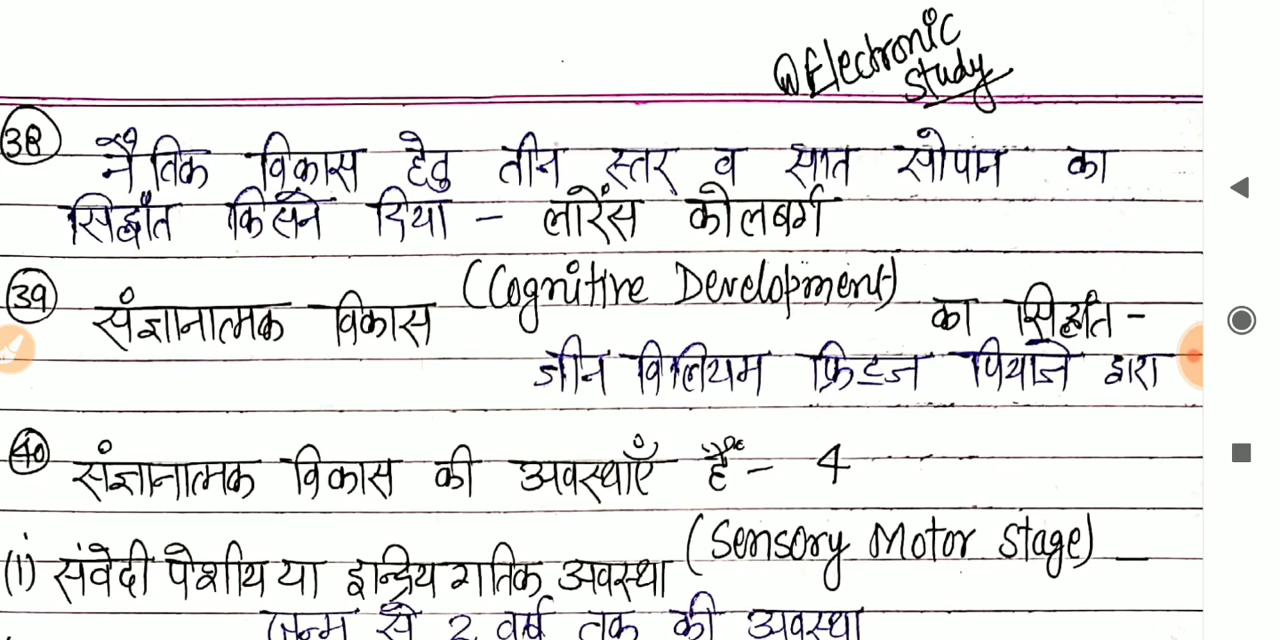 @Electronic
Study
38 नैतिक विकास हेतु तीन स्तर व सात सोपान का
सिद्धाँत किसने दिया - लारेंस कोलबर्ग
39 संज्ञानात्मक विकास (Cognitive Development) का सिद्धाँत -
जीन विलियम फ्रिट्ज पियाजे द्वारा
40 संज्ञानात्मक विकास की अवस्थाएँ हैं - 4
(i) संवेदी पेशीय या इन्द्रिय गतिक अवस्था (Sensory Motor Stage) _
(जन्म से 2 वर्ष तक की अवस्था